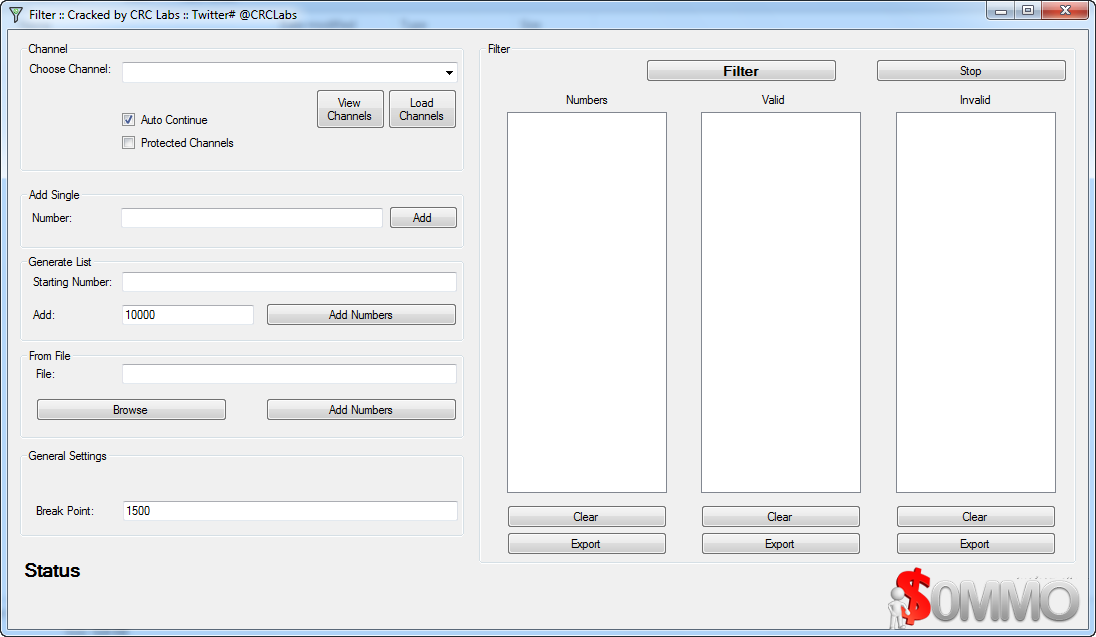 Filter :: Cracked by CRC Labs :: Twitter# @CRCLabs
Channel
Choose Channel:
View Channels
Load Channels
Auto Continue
Protected Channels
Add Single
Number:
Add
Generate List
Starting Number:
Add:
10000
Add Numbers
From File
File:
Browse
Add Numbers
General Settings
Break Point:
1500
Status
Filter
Filter
Stop
Numbers
Valid
Invalid
Clear
Clear
Clear
Export
Export
Export
$0MMO